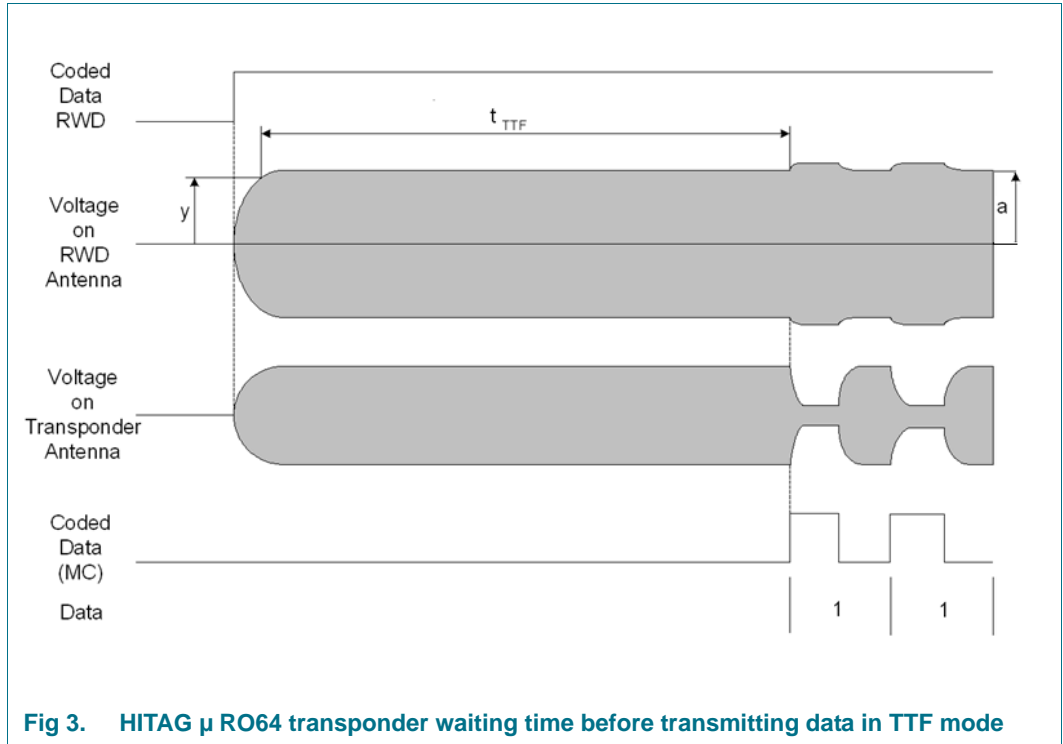 Coded
Data
RWD
t TTF
Voltage
on
RWD
Antenna
y
a
Voltage
on
Transponder
Antenna
Coded
Data
(MC)
Data
1
1
Fig 3. HITAG µ RO64 transponder waiting time before transmitting data in TTF mode